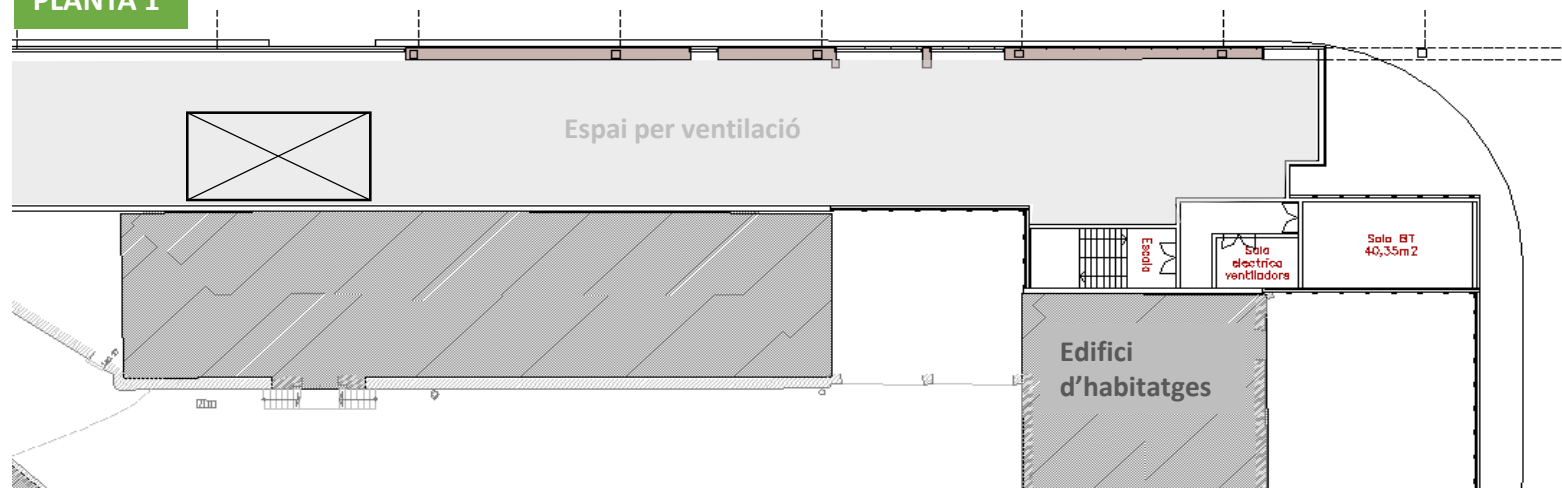 PLANTA 1
Espai per ventilació
Escala
Sala
electrica
ventiladors
Sala BT
40,35m2
Edifici
d'habitatges